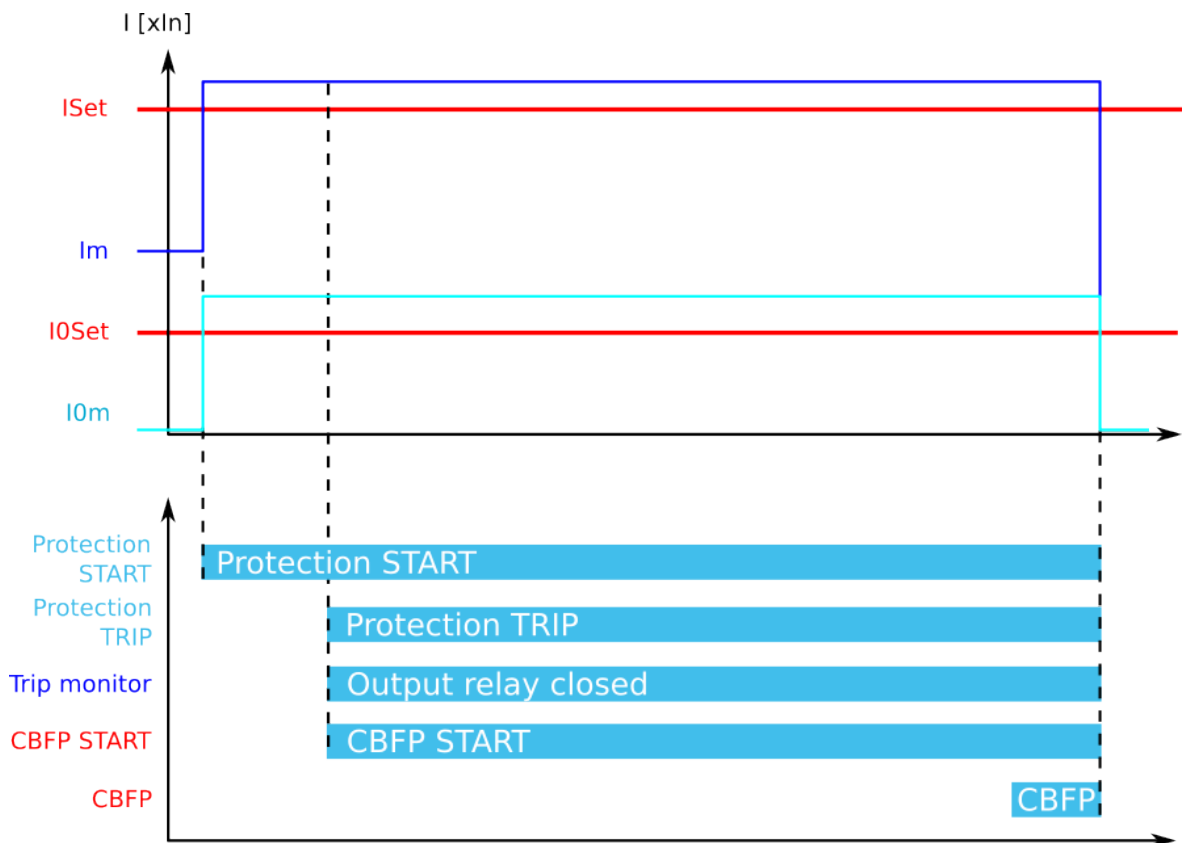 I [xIn]
ISet
Im
I0Set
I0m
Protection
START
Protection START
Protection
TRIP
Protection TRIP
Trip monitor
Output relay closed
CBFP START
CBFP START
CBFP
CBFP